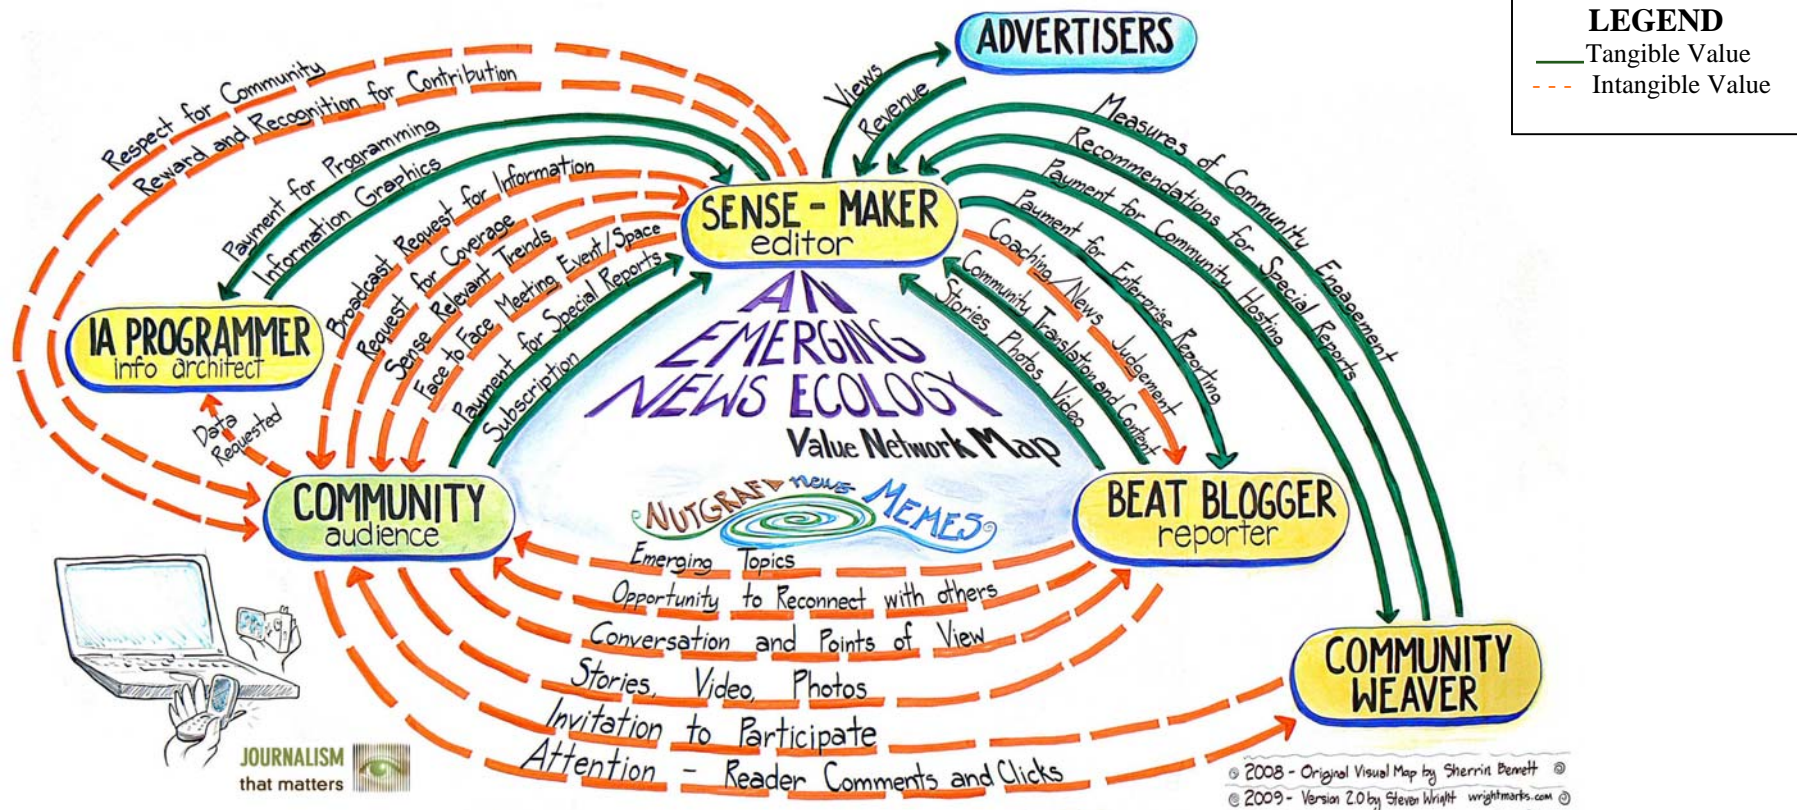 LEGEND
Tangible Value
Intangible Value
ADVERTISERS
Views
Revenue
Respect for Community
Reward and Recognition for Contribution
Payment for Programming
Information Graphics
Broadcast Request for Information
Request for Coverage
Sense Relevant Trends
Face to Face Meeting Event/Space
Payment for Special Reports
Subscription
SENSE - MAKER
editor
Measures of Community Engagement
Recommendations for Special Reports
Payment for Community Hosting
Payment for Enterprise Reporting
Coaching/News Judgement
Community Translation and Content
Stories, Photos, Video
IA PROGRAMMER
info architect
Data
Requested
AN
EMERGING
NEWS ECOLOGY
Value Network Map
NUTGRAF news MEMES
COMMUNITY
audience
BEAT BLOGGER
reporter
Emerging Topics
Opportunity to Reconnect with others
Conversation and Points of View
Stories, Video, Photos
Invitation to Participate
Attention - Reader Comments and Clicks
COMMUNITY
WEAVER
JOURNALISM
that matters
2008 - Original Visual Map by Sherrin Bennett
2009 - Version 2.0 by Steven Wright wrightmarks.com